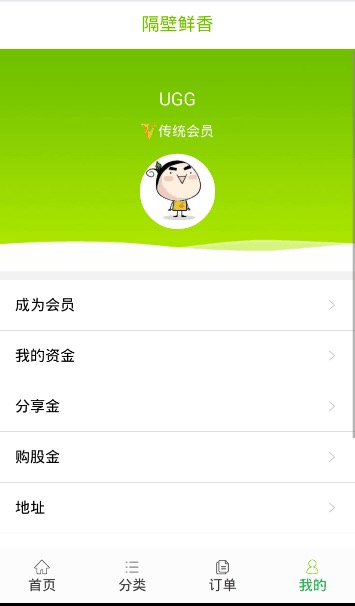 隔壁鲜香
UGG
传统会员
成为会员
我的资金
分享金
购股金
地址
首页
分类
订单
我的